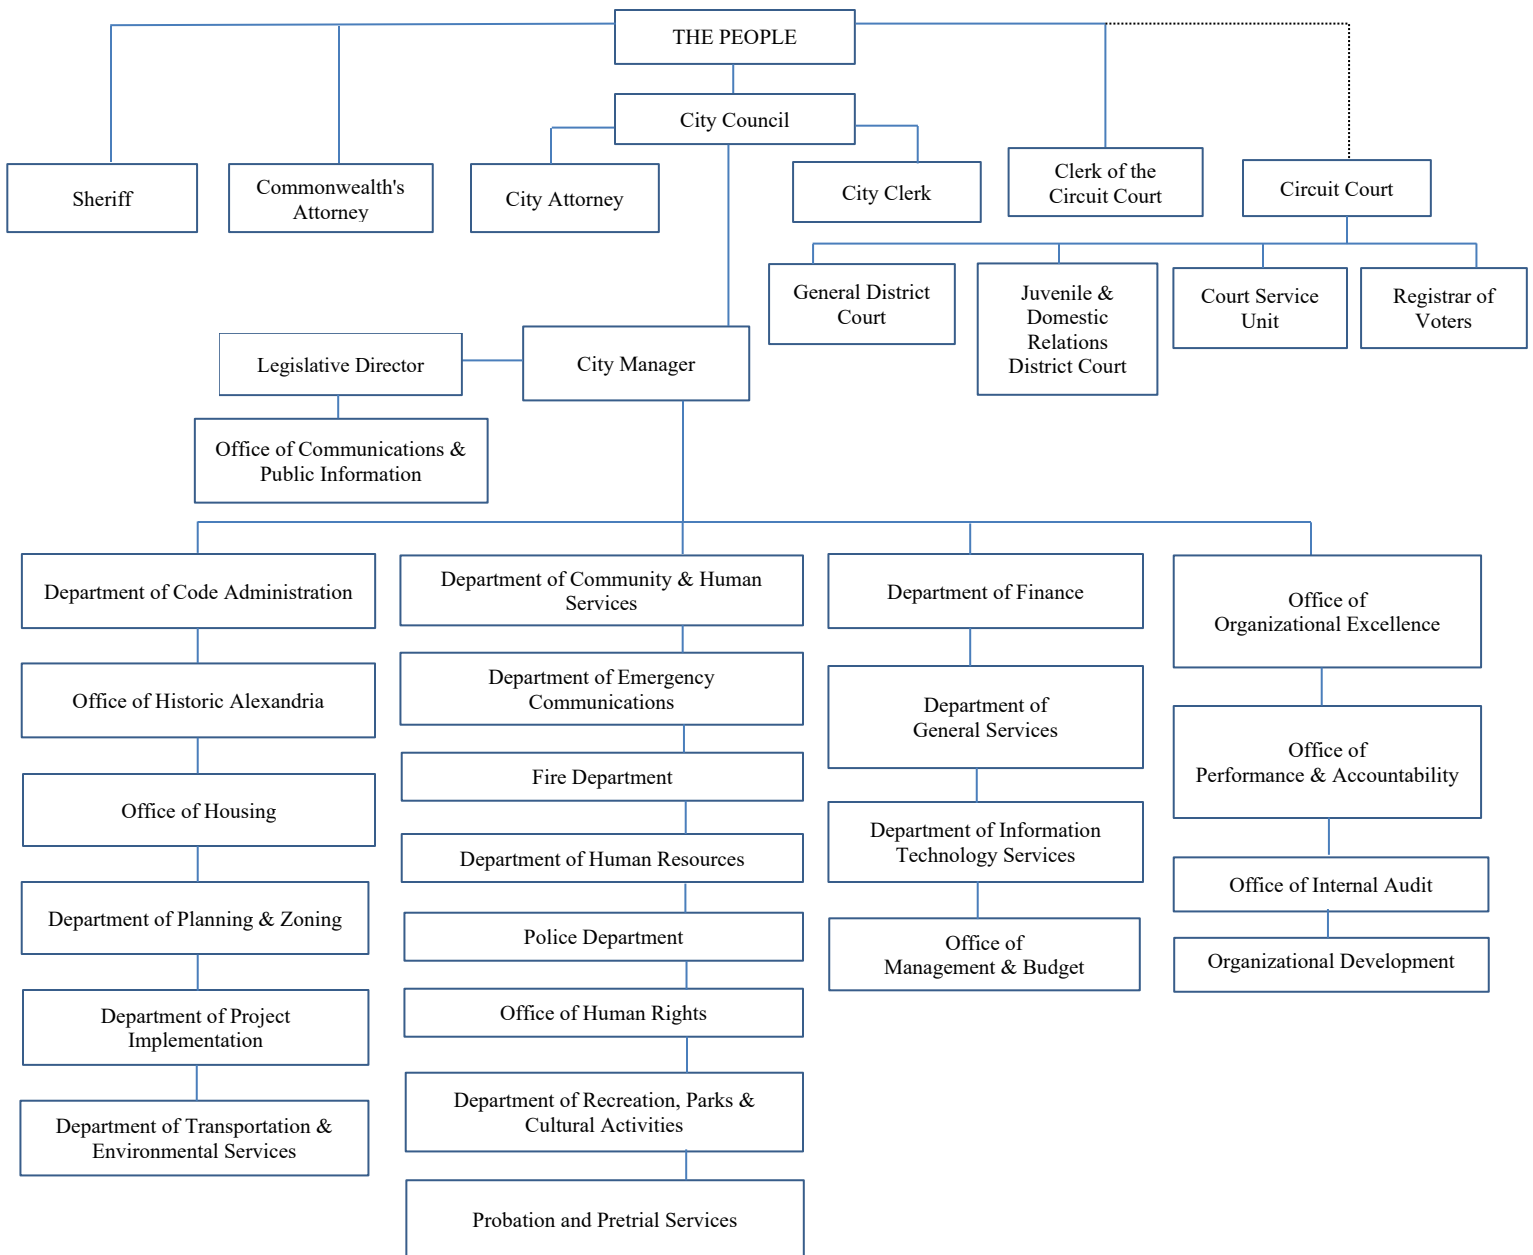 THE PEOPLE
City Council
Sheriff
Commonwealth's
Attorney
City Attorney
City Clerk
Clerk of the
Circuit Court
Circuit Court
General District
Court
Juvenile &
Domestic
Relations
District Court
Court Service
Unit
Registrar of
Voters
Legislative Director
City Manager
Office of Communications &
Public Information
Department of Code Administration
Office of Historic Alexandria
Office of Housing
Department of Planning & Zoning
Department of Project
Implementation
Department of Transportation &
Environmental Services
Department of Community & Human
Services
Department of Emergency
Communications
Fire Department
Department of Human Resources
Police Department
Office of Human Rights
Department of Recreation, Parks &
Cultural Activities
Probation and Pretrial Services
Department of Finance
Department of
General Services
Department of Information
Technology Services
Office of
Management & Budget
Office of
Organizational Excellence
Office of
Performance & Accountability
Office of Internal Audit
Organizational Development